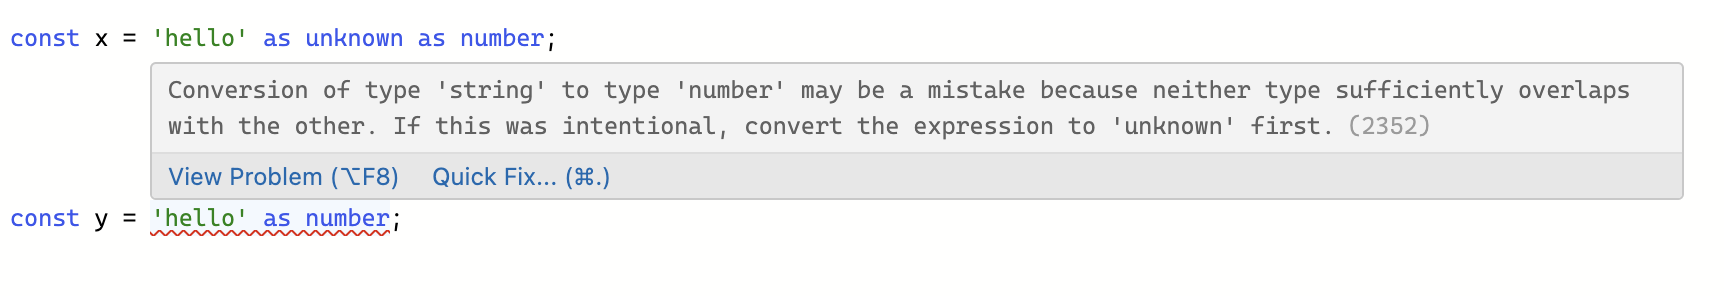 const x = 'hello' as unknown as number;
Conversion of type 'string' to type 'number' may be a mistake because neither type sufficiently overlaps
with the other. If this was intentional, convert the expression to 'unknown' first. (2352)
View Problem (⌥F8) Quick Fix... (⌘.)
const y = 'hello' as number;